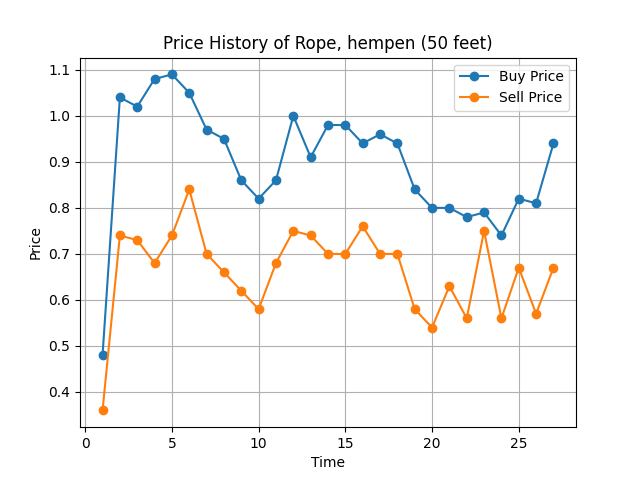 Price History of Rope, hempen (50 feet)
Buy Price
Sell Price
Price
1.1
1.0
0.9
0.8
0.7
0.6
0.5
0.4
0 5 10 15 20 25
Time